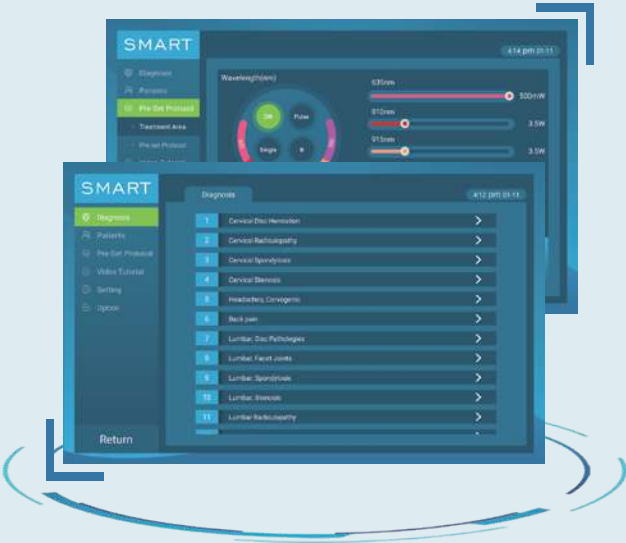 SMART
4:14 pm 01-11
Diagnosis
Patients
Pre-Set Protocol
Treatment Area
Pre-set Protocol
Video Tutorial
Wavelength(nm)
CW
Pulse
Single
635nm
500mW
810nm
3.5W
915nm
3.5W
SMART
Diagnosis
4:12 pm 01-11
Diagnosis
Patients
Pre-Set Protocol
Video Tutorial
Setting
Option
Return
1 Cervical Disc Herniation
2 Cervical Radiculopathy
3 Cervical Spondylosis
4 Cervical Stenosis
5 Headaches, Cervogenic
6 Back pain
7 Lumbar, Disc Pathologies
8 Lumbar, Facet Joints
9 Lumbar, Spondylosis
10 Lumbar, Stenosis
11 Lumbar Radiculopathy